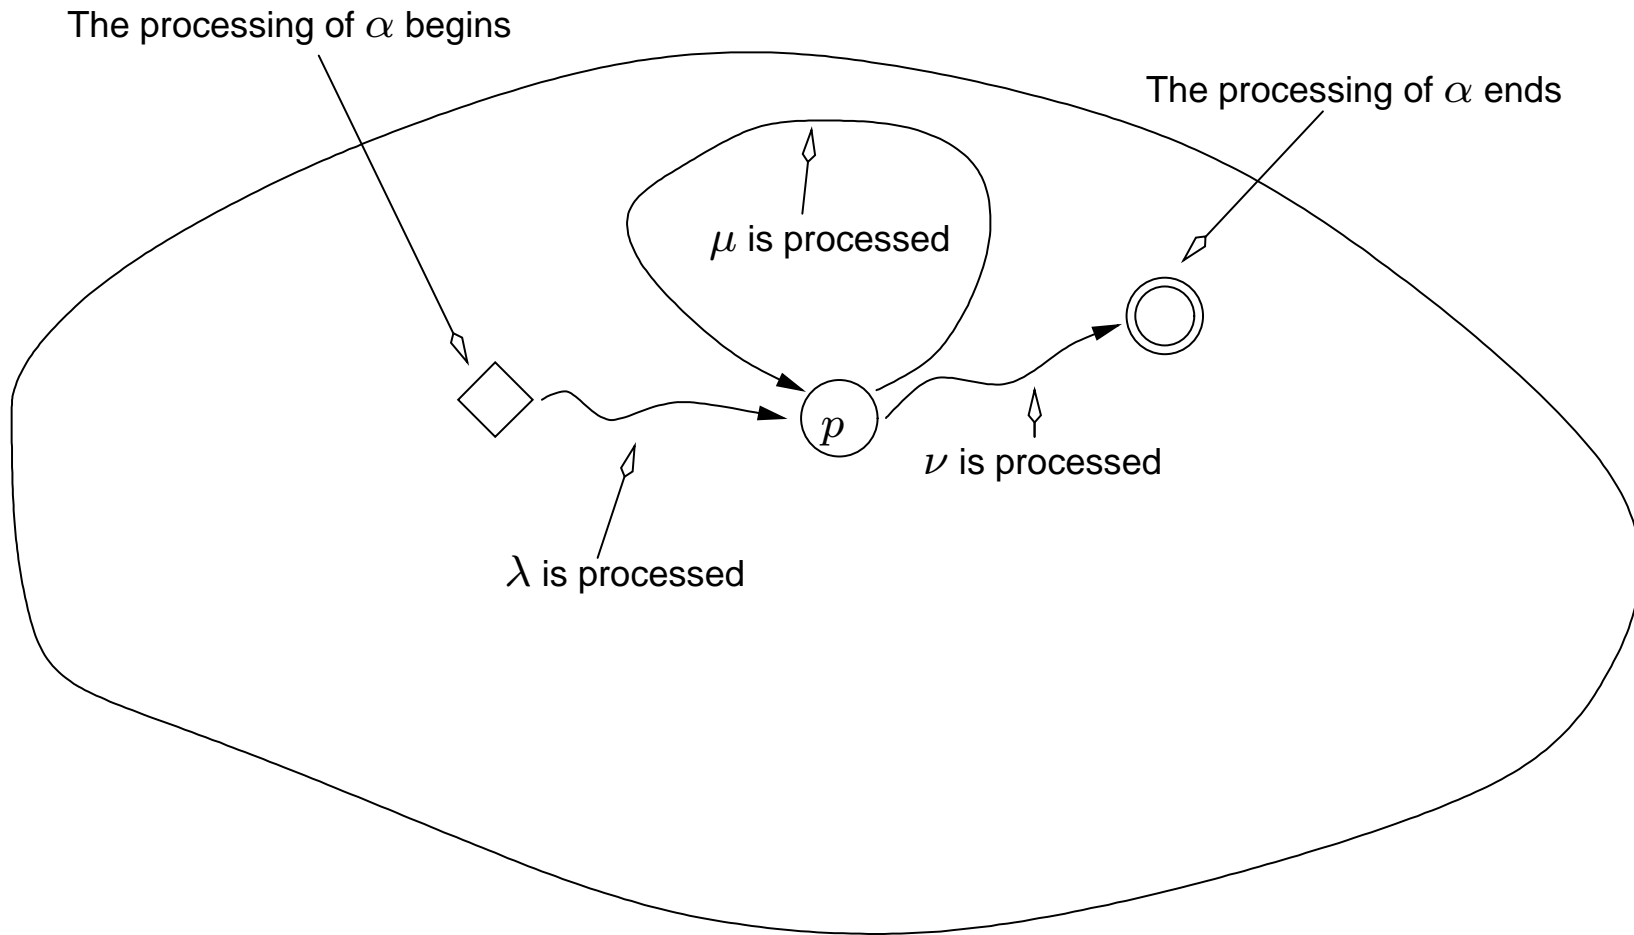 The processing of α begins
The processing of α ends
μ is processed
p
ν is processed
λ is processed